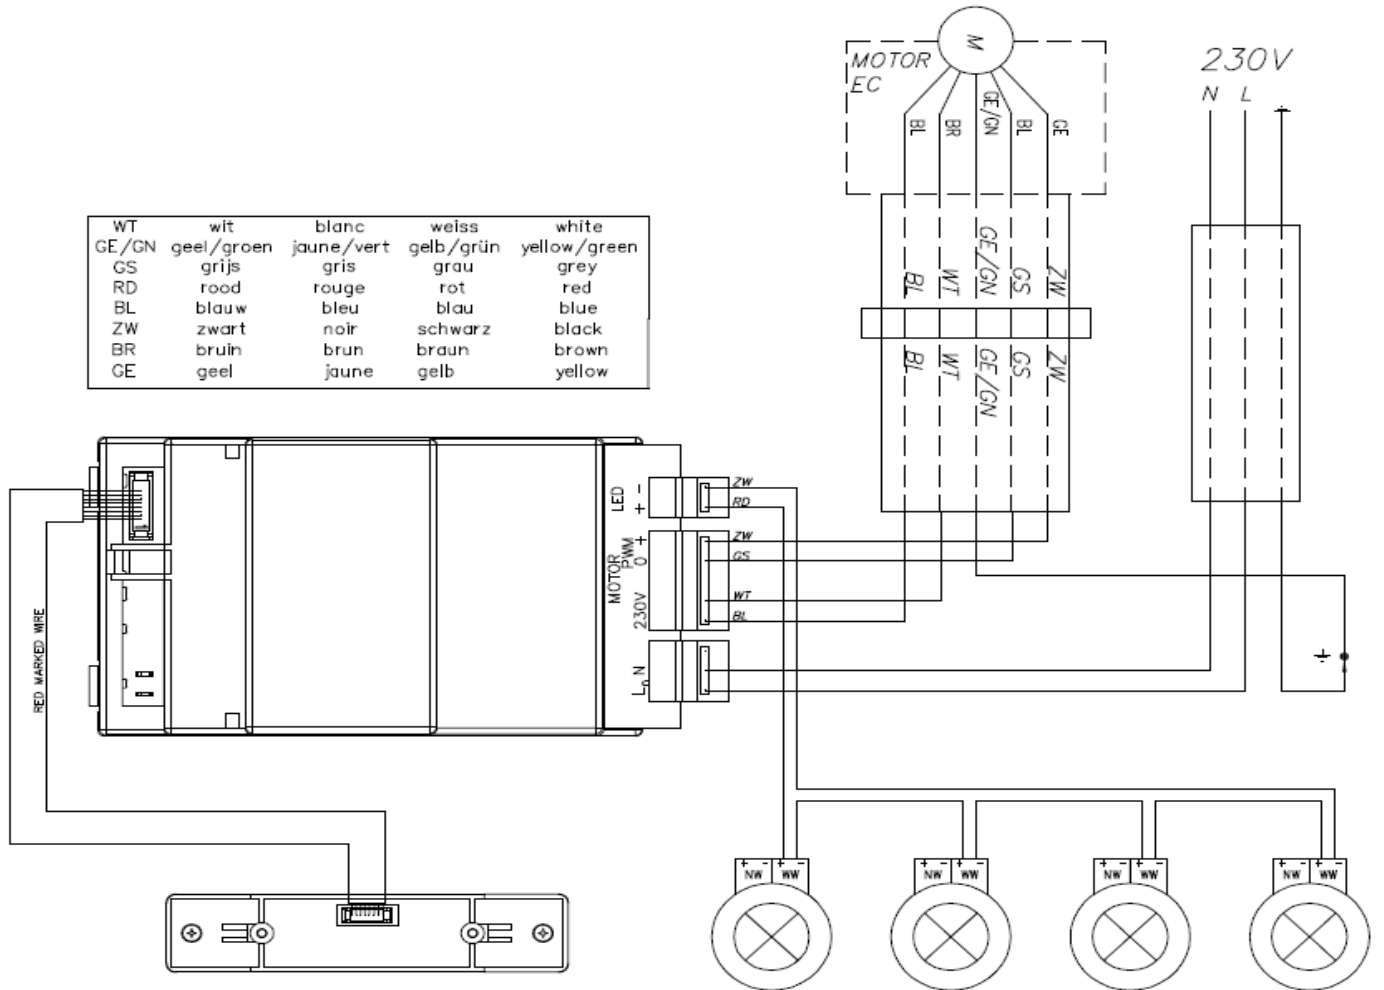 MOTOR
EC
M
BL
BR
GE/GN
BL
GE
230V
N L
WT wit blanc weiss white
GE/GN geel/groen jaune/vert gelb/grün yellow/green
GS grijs gris grau grey
RD rood rouge rot red
BL blauw bleu blau blue
ZW zwart noir schwarz black
BR bruin brun braun brown
GE geel jaune gelb yellow
BL
WT
GE/GN
GS
ZW
BL
WT
GE/GN
GS
ZW
LED
+ -
ZW
RD
MOTOR
PWM
0 +
230V
ZW
GS
WT
BL
N
RED MARKED WIRE
+ - + -
NW WW
+ - + -
NW WW
+ - + -
NW WW
+ - + -
NW WW